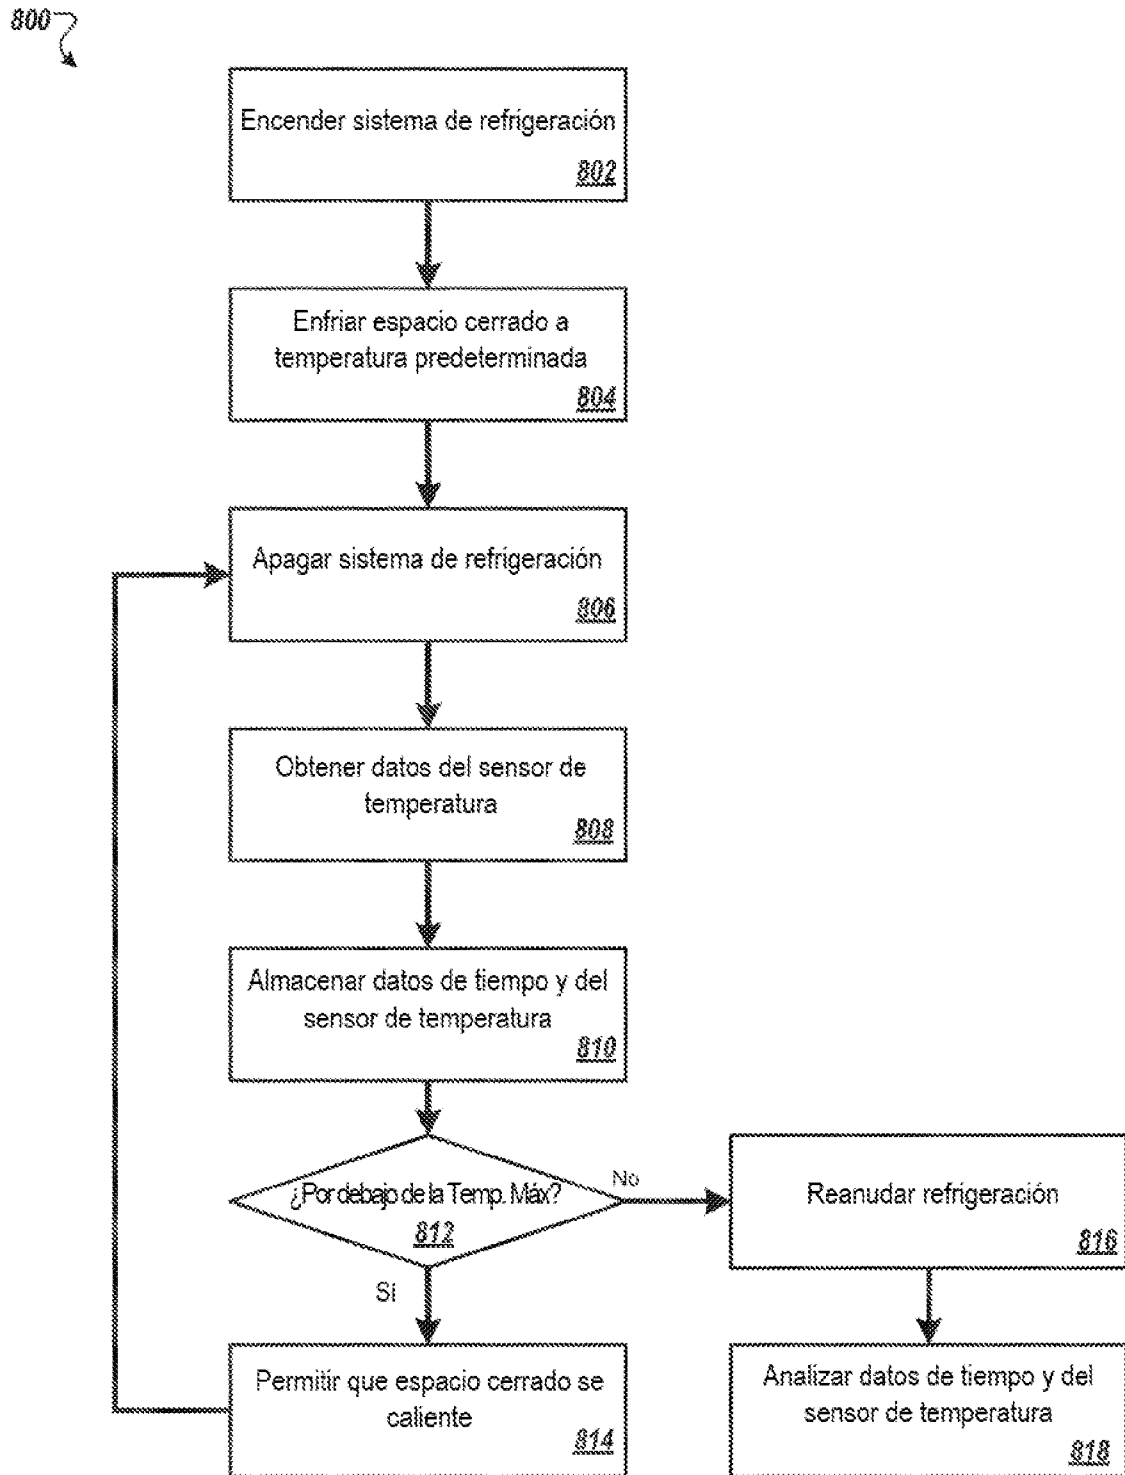 800
Encender sistema de refrigeración
802
Enfriar espacio cerrado a
temperatura predeterminada
804
Apagar sistema de refrigeración
806
Obtener datos del sensor de
temperatura
808
Almacenar datos de tiempo y del
sensor de temperatura
810
¿Por debajo de la Temp. Máx?
812
No
Sí
Reanudar refrigeración
816
Permitir que espacio cerrado se
caliente
814
Analizar datos de tiempo y del
sensor de temperatura
818